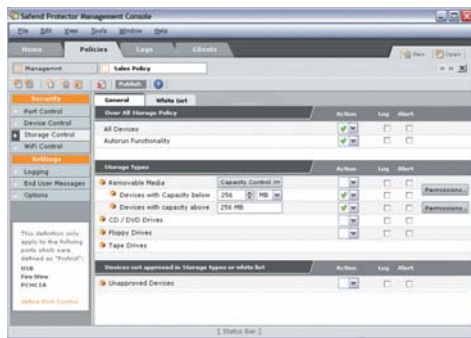 Safend Protector Management Console
File Edit View Tools Window Help
Home Policies Logs Clients
New Open
Managemnt Sales Policy
Publish
Security
Port Control
Device Control
Storage Control
WiFi Control
Settings
Logging
End User Messages
Options
This definition only
apply to the following
ports which were
defined as "Protect":
USB
Fire Wire
PCMCIA
define Port Control
General White List
Over All Storage Policy Action Log Alert
All Devices
Autorun Functionality
Storage Types Action Log Alert
Removable Media Capacity Control >>
Devices with Capacity below 256 MB Permissions...
Devices with capacity above 256 MB Permissions...
CD / DVD Drives
Floppy Drives
Tape Drives
Devices not approved in Storage types or white list Action Log Alert
Unapproved Devices
[ Status Bar ]